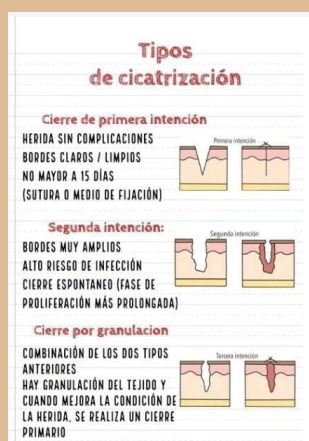 Tipos
de cicatrización
Cierre de primera intención
HERIDA SIN COMPLICACIONES
BORDES CLAROS / LIMPIOS
NO MAYOR A 15 DÍAS
(SUTURA O MEDIO DE FIJACIÓN)
Primera intención
Segunda intención:
BORDES MUY AMPLIOS
ALTO RIESGO DE INFECCIÓN
CIERRE ESPONTANEO (FASE DE
PROLIFERACIÓN MÁS PROLONGADA)
Segunda intención
Cierre por granulacion
COMBINACIÓN DE LOS DOS TIPOS
ANTERIORES
HAY GRANULACIÓN DEL TEJIDO Y
CUANDO MEJORA LA CONDICIÓN DE
LA HERIDA, SE REALIZA UN CIERRE
PRIMARIO
Tercera intención